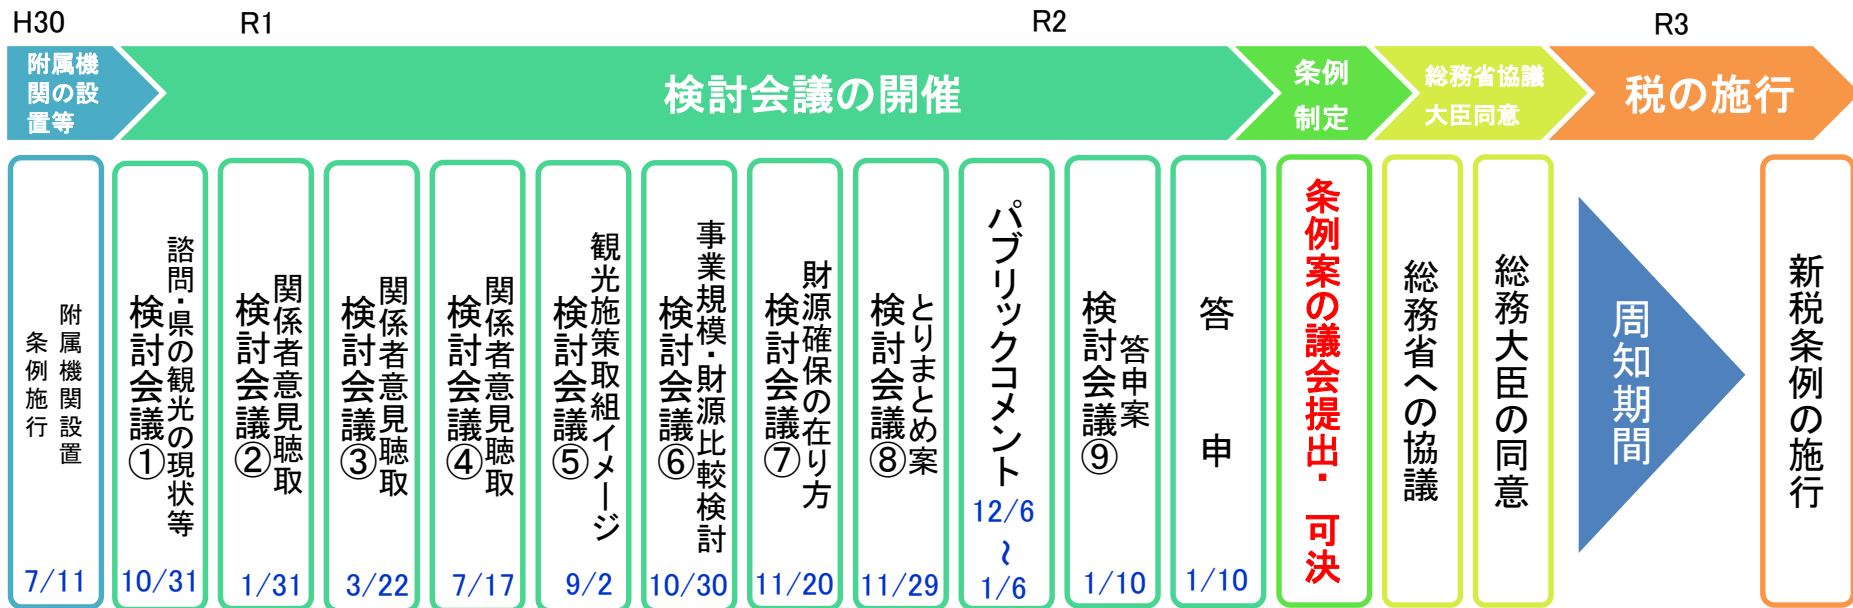 H30
R1
R2
R3
附属機
関の設
置等
検討会議の開催
条例
制定
総務省協議
大臣同意
税の施行
附属機関設置
条例施行
7/11
諮問・県の観光の現状等
検討会議①
10/31
関係者意見聴取
検討会議②
1/31
関係者意見聴取
検討会議③
3/22
関係者意見聴取
検討会議④
7/17
観光施策取組イメージ
検討会議⑤
9/2
事業規模・財源比較検討
検討会議⑥
10/30
財源確保の在り方
検討会議⑦
11/20
とりまとめ案
検討会議⑧
11/29
パブリックコメント
12/6
~
1/6
答申案
検討会議⑨
1/10
答申
1/10
条例案の議会提出・可決
総務省への協議
総務大臣の同意
周知期間
新税条例の施行